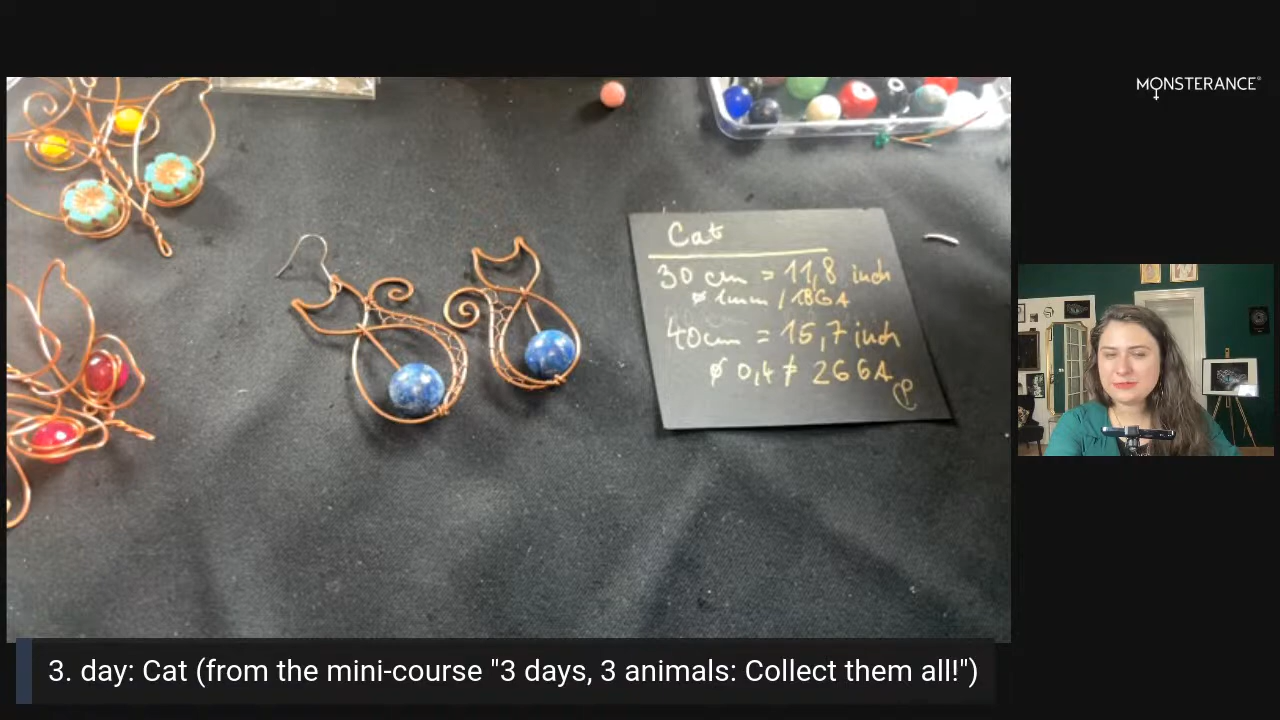 MONSTERANCE®
Cat
30 cm = 11,8 inch
ø 1mm / 18GA
40cm = 15,7 inch
ø 0,4 ≠ 26GA
3. day: Cat (from the mini-course "3 days, 3 animals: Collect them all!")